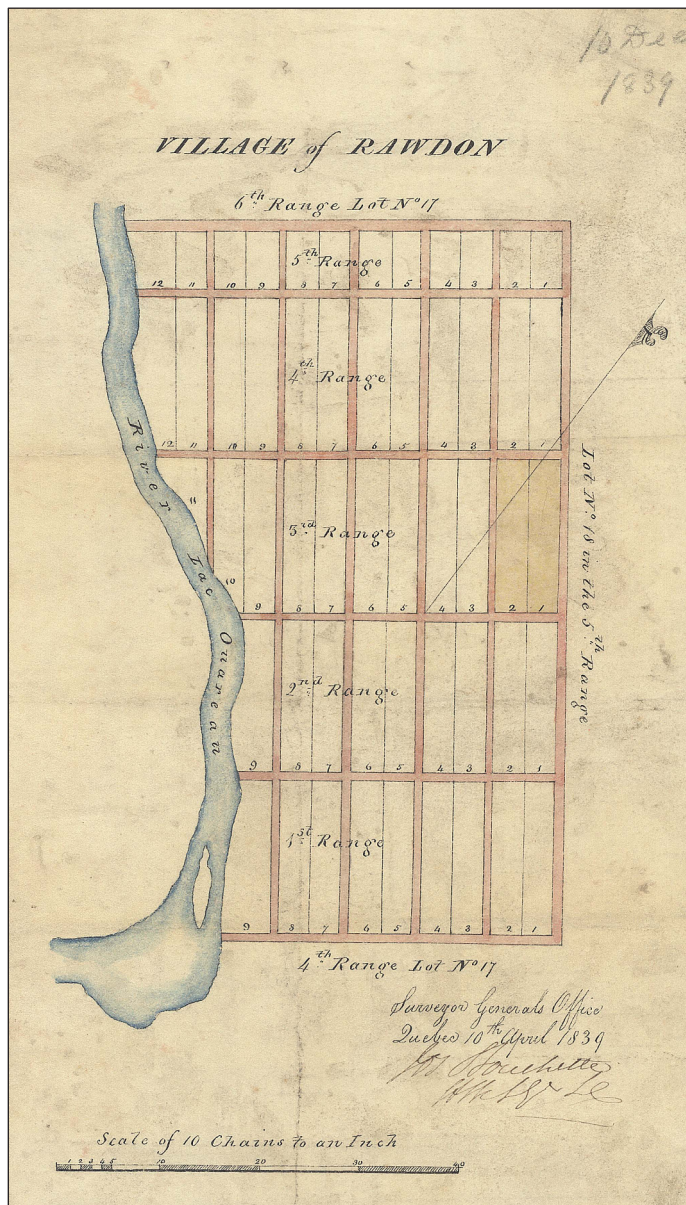 10 Dec
1839
VILLAGE of RAWDON
6th Range Lot No 17
5th Range
12 11 10 9 8 7 6 5 4 3 2 1
4th Range
12 11 10 9 8 7 6 5 4 3 2 1
11
3rd Range
10
9 8 7 6 5 4 3 2 1
2nd Range
9 8 7 6 5 4 3 2 1
1st Range
9 8 7 6 5 4 3 2 1
River Lac Ouareau
Lot No. 18 in the 5th Range
4th Range Lot No 17
Surveyor Generals Office
Quebec 10th April 1839
Bouchette
Scale of 10 Chains to an Inch
1 2 3 4 5 10 20 30 40